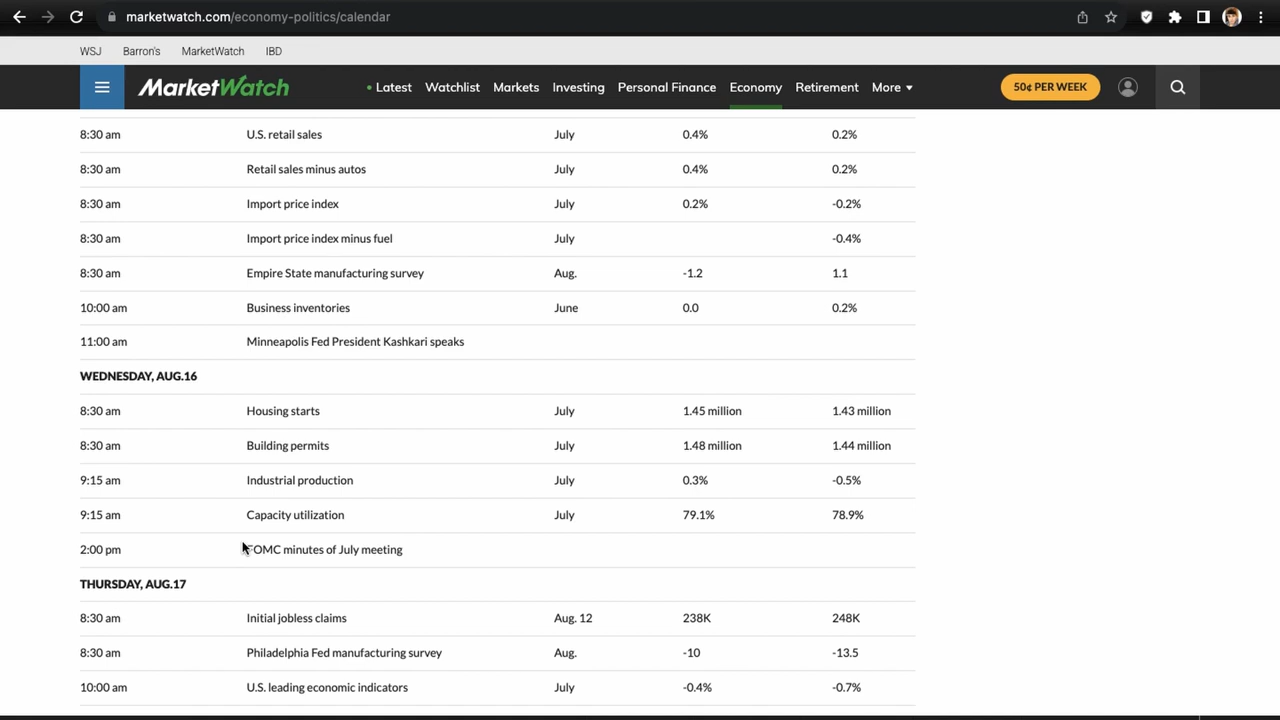 marketwatch.com/economy-politics/calendar
WSJ Barron's MarketWatch IBD
MarketWatch Latest Watchlist Markets Investing Personal Finance Economy Retirement More 50¢ PER WEEK
8:30 am U.S. retail sales July 0.4% 0.2%
8:30 am Retail sales minus autos July 0.4% 0.2%
8:30 am Import price index July 0.2% -0.2%
8:30 am Import price index minus fuel July -0.4%
8:30 am Empire State manufacturing survey Aug. -1.2 1.1
10:00 am Business inventories June 0.0 0.2%
11:00 am Minneapolis Fed President Kashkari speaks
WEDNESDAY, AUG.16
8:30 am Housing starts July 1.45 million 1.43 million
8:30 am Building permits July 1.48 million 1.44 million
9:15 am Industrial production July 0.3% -0.5%
9:15 am Capacity utilization July 79.1% 78.9%
2:00 pm FOMC minutes of July meeting
THURSDAY, AUG.17
8:30 am Initial jobless claims Aug. 12 238K 248K
8:30 am Philadelphia Fed manufacturing survey Aug. -10 -13.5
10:00 am U.S. leading economic indicators July -0.4% -0.7%